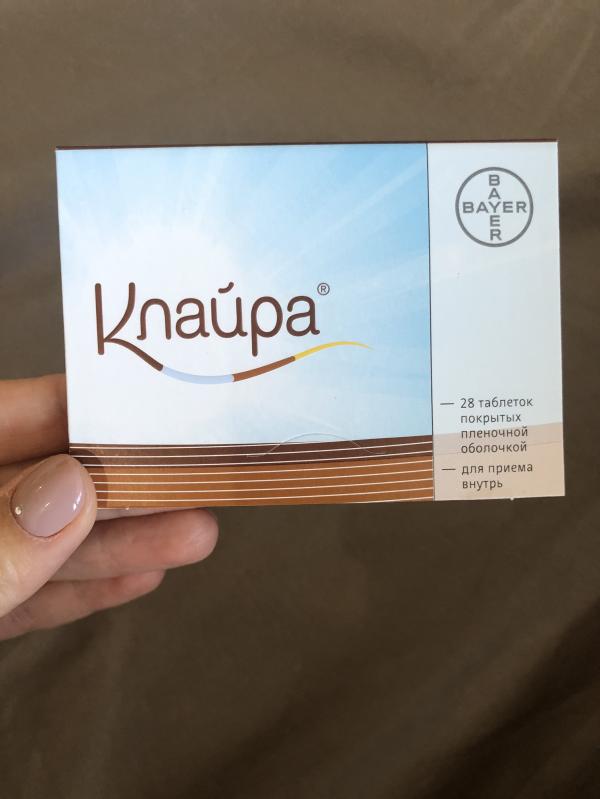 Клайра®
BAYER
BAYER
— 28 таблеток
покрытых
пленочной
оболочкой
— для приема
внутрь